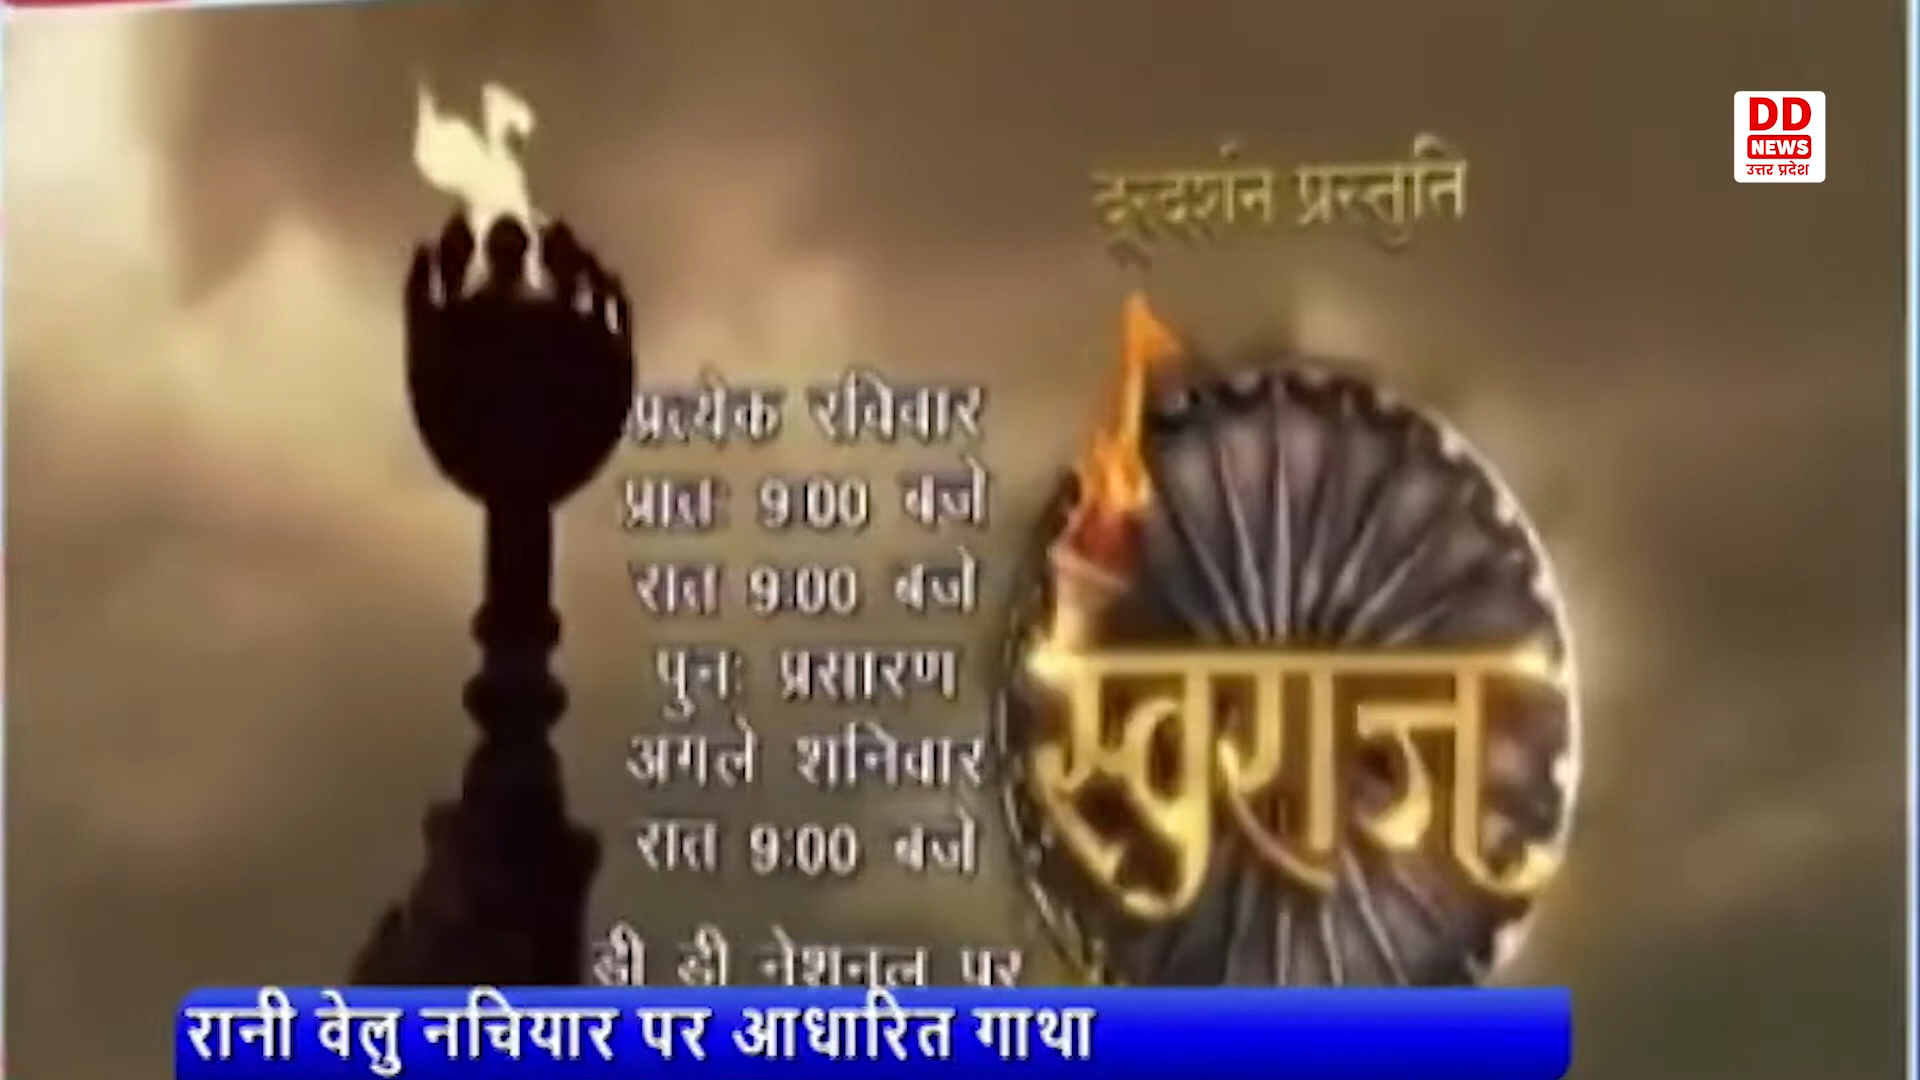 DD
NEWS
उत्तर प्रदेश
दूरदर्शन प्रस्तुति
प्रत्येक रविवार
प्रातः 9:00 बजे
रात 9:00 बजे
पुनः प्रसारण
अगले शनिवार
रात 9:00 बजे
डी डी नेशनल पर
स्वराज
रानी वेलु नचियार पर आधारित गाथा